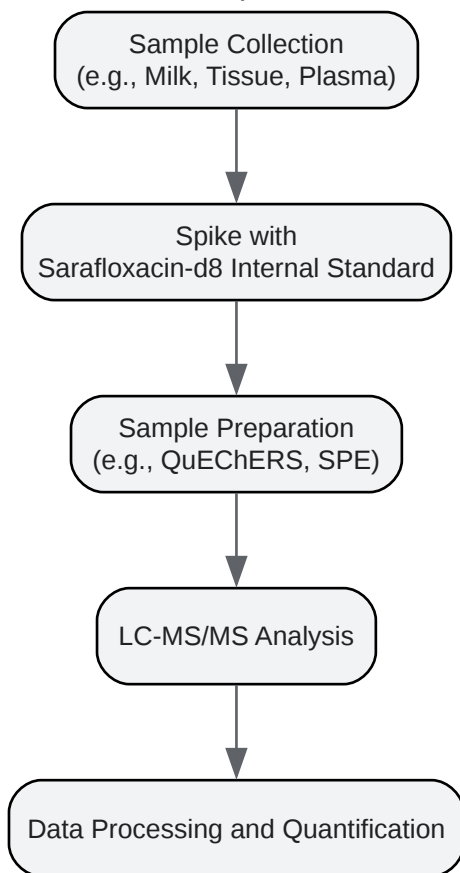 Sample Collection
(e.g., Milk, Tissue, Plasma)
Spike with
Sarafloxacin-d8 Internal Standard
Sample Preparation
(e.g., QuEChERS, SPE)
LC-MS/MS Analysis
Data Processing and Quantification